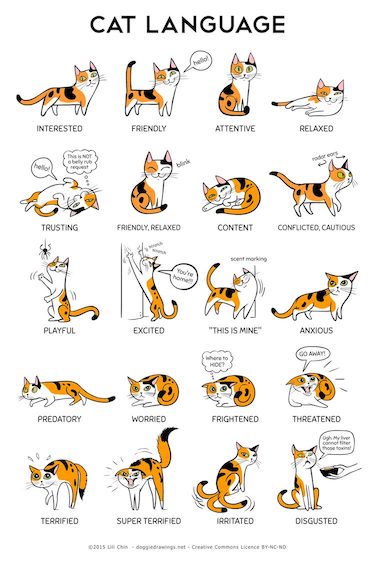 CAT LANGUAGE
hello!
INTERESTED
FRIENDLY
ATTENTIVE
RELAXED
hello!
This is NOT
a belly rub
request
blink
radar ears
TRUSTING
FRIENDLY, RELAXED
CONTENT
CONFLICTED, CAUTIOUS
scratch
scratch
You're
home!!!
scent marking
PLAYFUL
EXCITED
"THIS IS MINE"
ANXIOUS
Where to
HIDE?
GO AWAY!
PREDATORY
WORRIED
FRIGHTENED
THREATENED
Ugh. My liver
cannot filter
those toxins!
TERRIFIED
SUPER TERRIFIED
IRRITATED
DISGUSTED
©2015 Lili Chin - doggiedrawings.net - Creative Commons Licence BY-NC-ND